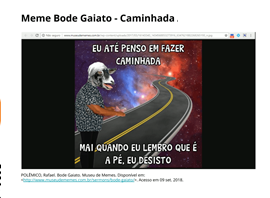 Meme Bode Gaiato - Caminhada
EU ATÉ PENSO EM FAZER
CAMINHADA
MAI QUANDO EU LEMBRO QUE É
A PÉ, EU DESISTO
POLÊMICO, Rafael. Bode Gaiato. Museu de Memes. Disponível em:
<http://www.museudememes.com.br/sermons/bode-gaiato/>. Acesso em 09 set. 2018.